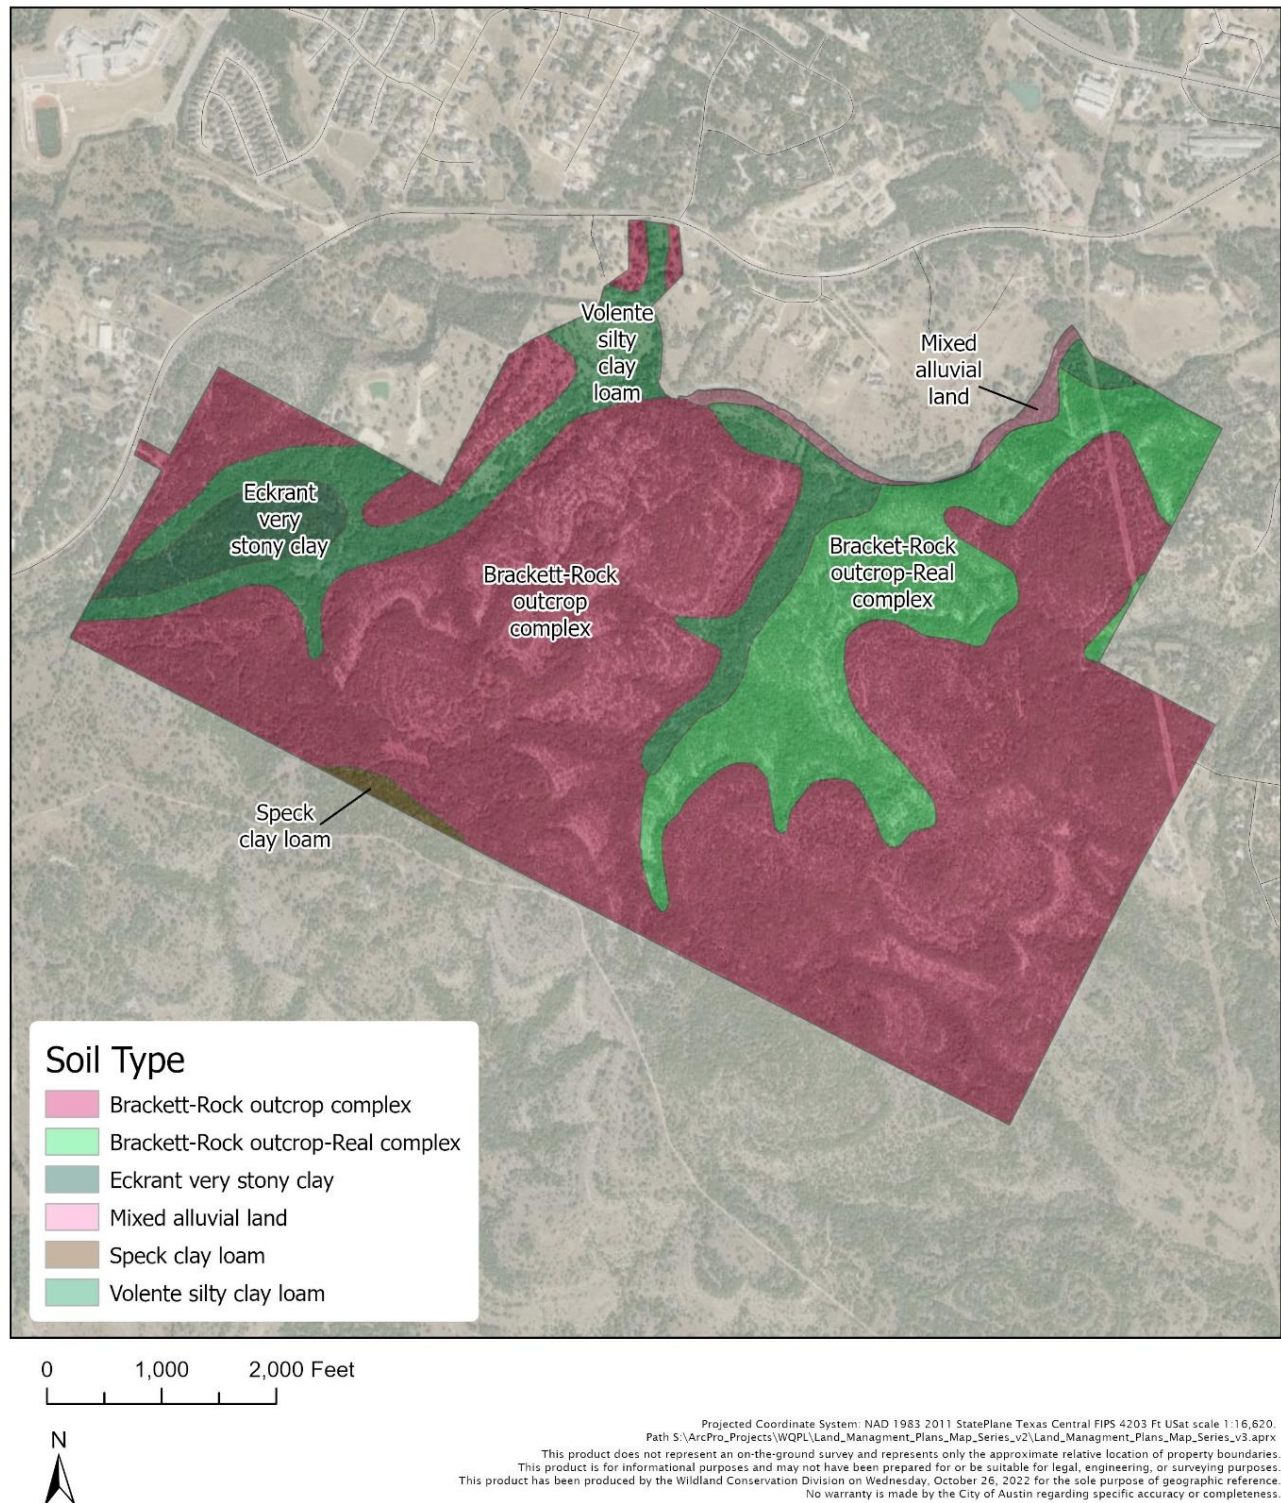 Volente
silty
clay
loam
Mixed
alluvial
land
Eckrant
very
stony clay
Brackett-Rock
outcrop
complex
Bracket-Rock
outcrop-Real
complex
Speck
clay loam
Soil Type
Brackett-Rock outcrop complex
Brackett-Rock outcrop-Real complex
Eckrant very stony clay
Mixed alluvial land
Speck clay loam
Volente silty clay loam
0 1,000 2,000 Feet
N
Projected Coordinate System: NAD 1983 2011 StatePlane Texas Central FIPS 4203 Ft USat scale 1:16,620.
Path S:\ArcPro_Projects\WQPL\Land_Managment_Plans_Map_Series_v2\Land_Managment_Plans_Map_Series_v3.aprx
This product does not represent an on-the-ground survey and represents only the approximate relative location of property boundaries.
This product is for informational purposes and may not have been prepared for or be suitable for legal, engineering, or surveying purposes.
This product has been produced by the Wildland Conservation Division on Wednesday, October 26, 2022 for the sole purpose of geographic reference.
No warranty is made by the City of Austin regarding specific accuracy or completeness.